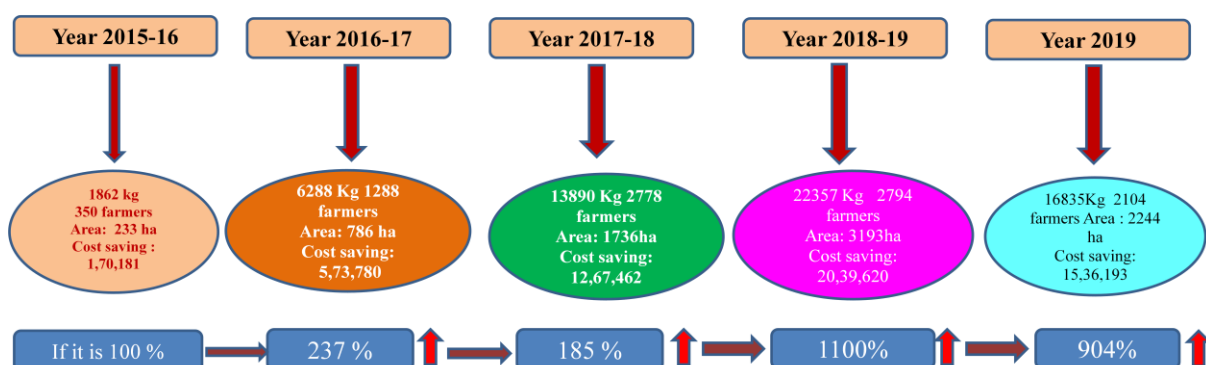 Year 2015-16
Year 2016-17
Year 2017-18
Year 2018-19
Year 2019
1862 kg
350 farmers
Area: 233 ha
Cost saving :
1,70,181
6288 Kg 1288
farmers
Area: 786 ha
Cost saving:
5,73,780
13890 Kg 2778
farmers
Area: 1736ha
Cost saving:
12,67,462
22357 Kg 2794
farmers
Area: 3193ha
Cost saving:
20,39,620
16835Kg 2104
farmers Area : 2244
ha
Cost saving:
15,36,193
If it is 100 %
237 %
185 %
1100%
904%